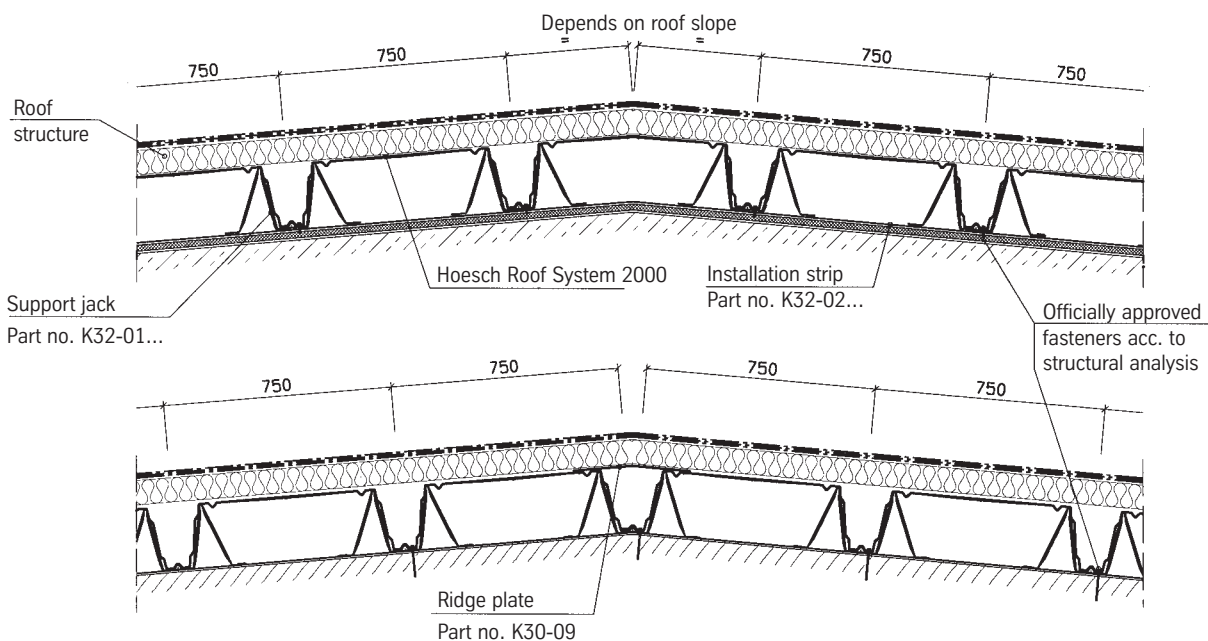 Depends on roof slope
= =
750 750 750 750
Roof
structure
Hoesch Roof System 2000
Installation strip
Part no. K32-02...
Support jack
Part no. K32-01...
Officially approved
fasteners acc. to
structural analysis
750 750 750 750
Ridge plate
Part no. K30-09